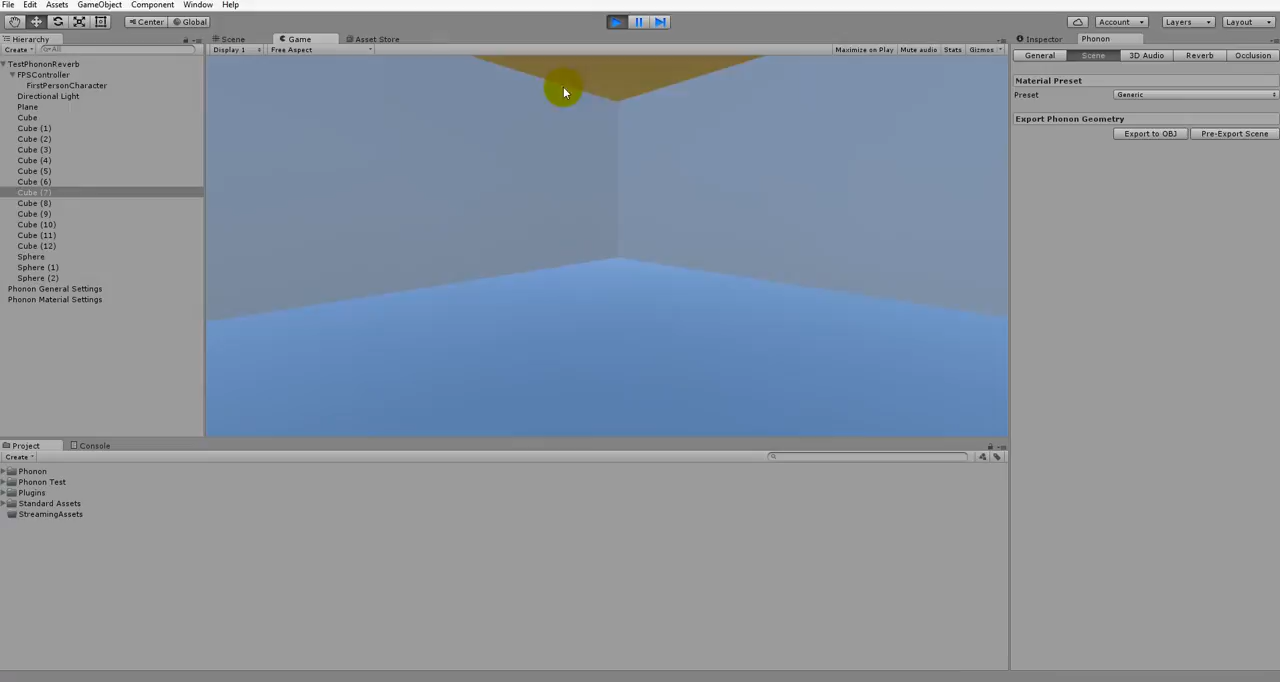 File Edit Assets GameObject Component Window Help
Center Global Account Layers Layout
Hierarchy Scene Game Asset Store Inspector Phonon
Create All Display 1 Free Aspect Maximize on Play Mute audio Stats Gizmos
General Scene 3D Audio Reverb Occlusion
TestPhononReverb
FPSController
FirstPersonCharacter
Directional Light
Plane
Cube
Cube (1)
Cube (2)
Cube (3)
Cube (4)
Cube (5)
Cube (6)
Cube (7)
Cube (8)
Cube (9)
Cube (10)
Cube (11)
Cube (12)
Sphere
Sphere (1)
Sphere (2)
Phonon General Settings
Phonon Material Settings
Material Preset
Preset Generic
Export Phonon Geometry
Export to OBJ Pre-Export Scene
Project Console
Create
Phonon
Phonon Test
Plugins
Standard Assets
StreamingAssets